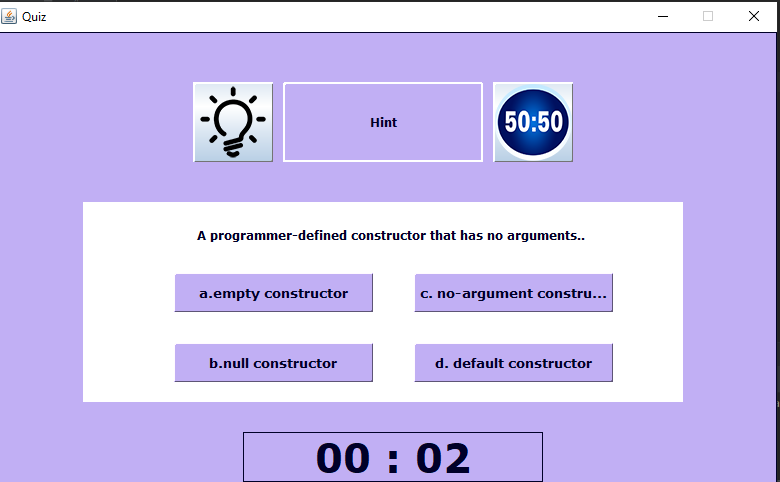 Quiz
Hint
50:50
A programmer-defined constructor that has no arguments..
a.empty constructor
c. no-argument constru...
b.null constructor
d. default constructor
00 : 02